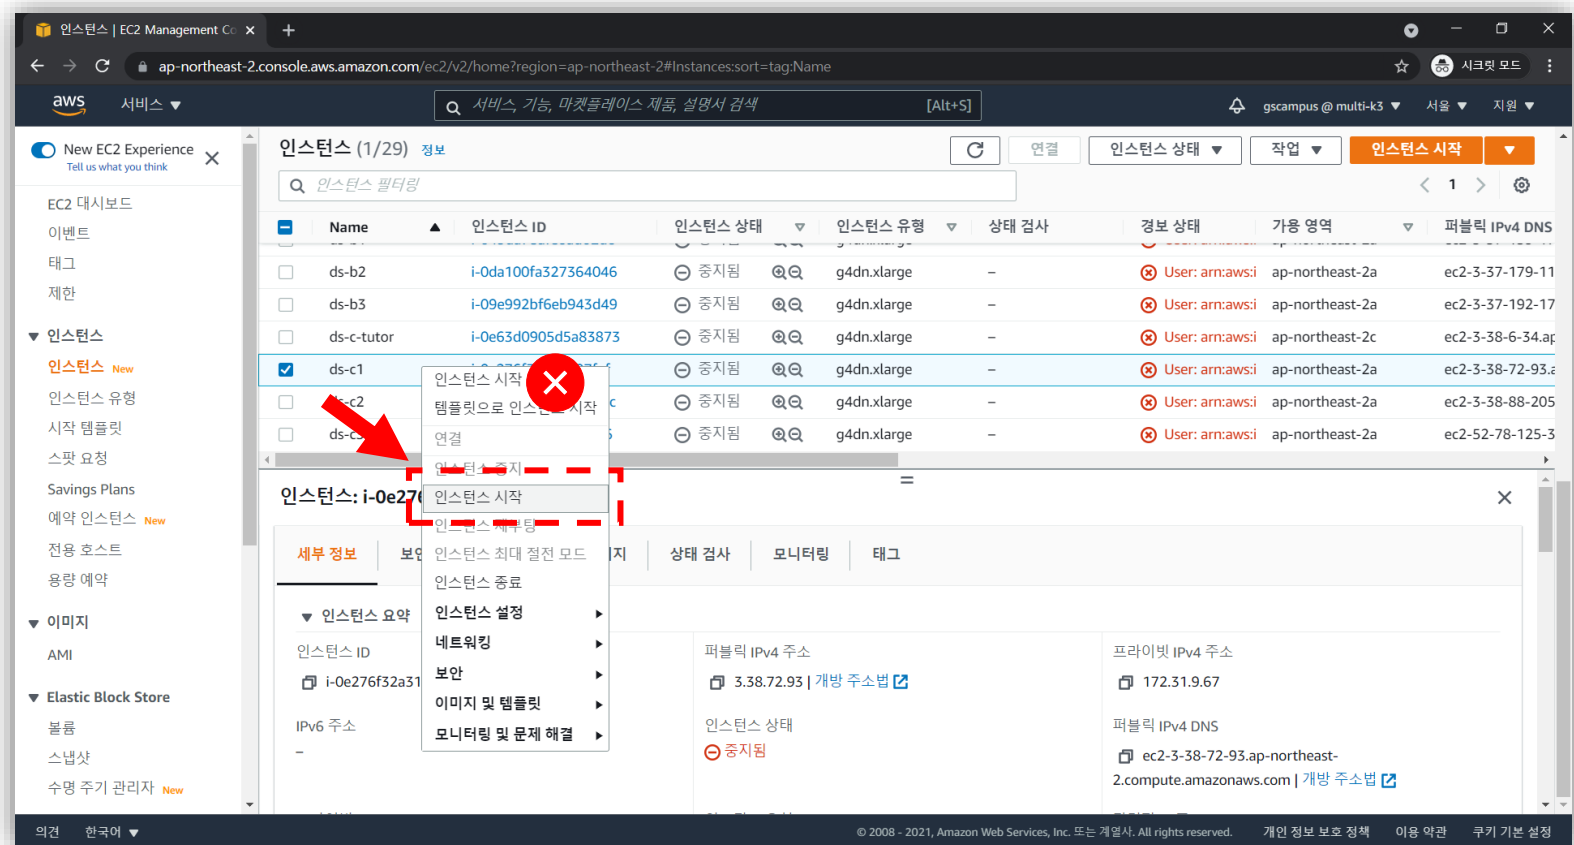 인스턴스 | EC2 Management Co
ap-northeast-2.console.aws.amazon.com/ec2/v2/home?region=ap-northeast-2#Instances:sort=tag:Name
시크릿 모드
aws 서비스 ▼
서비스, 기능, 마켓플레이스 제품, 설명서 검색 [Alt+S]
gscampus @ multi-k3 ▼ 서울 ▼ 지원 ▼
New EC2 Experience
Tell us what you think
EC2 대시보드
이벤트
태그
제한
인스턴스
인스턴스 New
인스턴스 유형
시작 템플릿
스팟 요청
Savings Plans
예약 인스턴스 New
전용 호스트
용량 예약
이미지
AMI
Elastic Block Store
볼륨
스냅샷
수명 주기 관리자 New
인스턴스 (1/29) 정보
연결 인스턴스 상태 ▼ 작업 ▼ 인스턴스 시작 ▼
인스턴스 필터링
1
Name 인스턴스 ID 인스턴스 상태 인스턴스 유형 상태 검사 경보 상태 가용 영역 퍼블릭 IPv4 DNS
ds-b2 i-0da100fa327364046 중지됨 g4dn.xlarge – User: arn:aws:i ap-northeast-2a ec2-3-37-179-11
ds-b3 i-09e992bf6eb943d49 중지됨 g4dn.xlarge – User: arn:aws:i ap-northeast-2a ec2-3-37-192-17
ds-c-tutor i-0e63d0905d5a83873 중지됨 g4dn.xlarge – User: arn:aws:i ap-northeast-2c ec2-3-38-6-34.ap
ds-c1 중지됨 g4dn.xlarge – User: arn:aws:i ap-northeast-2a ec2-3-38-72-93.a
ds-c2 c 중지됨 g4dn.xlarge – User: arn:aws:i ap-northeast-2a ec2-3-38-88-205
중지됨 g4dn.xlarge – User: arn:aws:i ap-northeast-2a ec2-52-78-125-3
인스턴스 시작
템플릿으로 인스턴스 시작
연결
인스턴스 중지
인스턴스 시작
인스턴스 재부팅
인스턴스 최대 절전 모드
인스턴스 종료
인스턴스 설정
네트워킹
보안
이미지 및 템플릿
모니터링 및 문제 해결
인스턴스: i-0e276
세부 정보 상태 검사 모니터링 태그
인스턴스 요약
인스턴스 ID
i-0e276f32a31
IPv6 주소
–
퍼블릭 IPv4 주소
3.38.72.93 | 개방 주소법
인스턴스 상태
중지됨
프라이빗 IPv4 주소
172.31.9.67
퍼블릭 IPv4 DNS
ec2-3-38-72-93.ap-northeast-
2.compute.amazonaws.com | 개방 주소법
의견 한국어 ▼
© 2008 - 2021, Amazon Web Services, Inc. 또는 계열사. All rights reserved. 개인 정보 보호 정책 이용 약관 쿠키 기본 설정